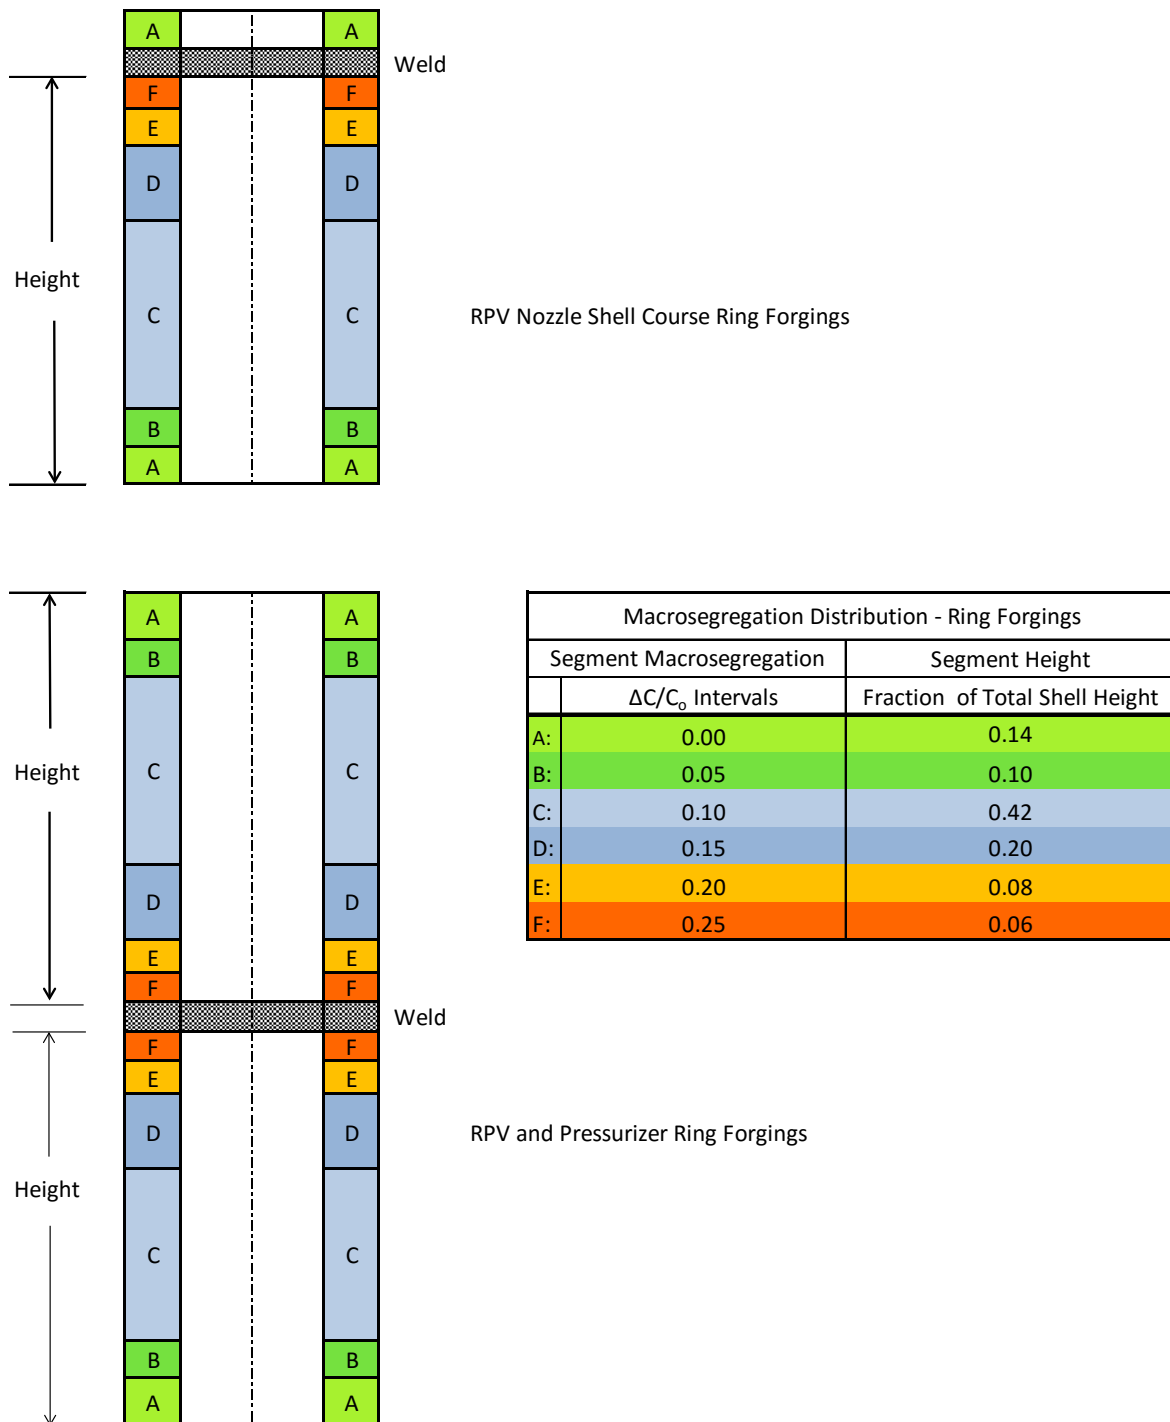 A A
Weld
F F
E E
D D
Height
C C
RPV Nozzle Shell Course Ring Forgings
B B
A A
A A
B B
C C
Height
D D
E E
F F
Macrosegregation Distribution - Ring Forgings
Segment Macrosegregation Segment Height
ΔC/Co Intervals Fraction of Total Shell Height
A: 0.00 0.14
B: 0.05 0.10
C: 0.10 0.42
D: 0.15 0.20
E: 0.20 0.08
F: 0.25 0.06
Weld
F F
E E
D D
RPV and Pressurizer Ring Forgings
Height
C C
B B
A A